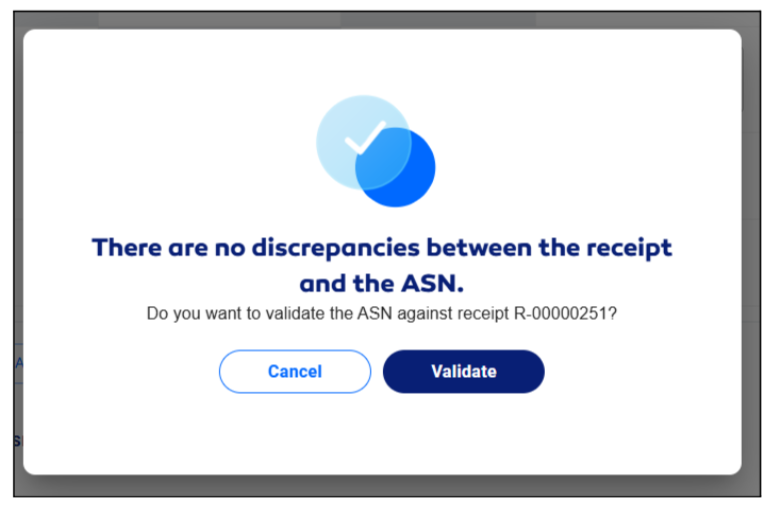 There are no discrepancies between the receipt
and the ASN.
Do you want to validate the ASN against receipt R-00000251?
Cancel
Validate